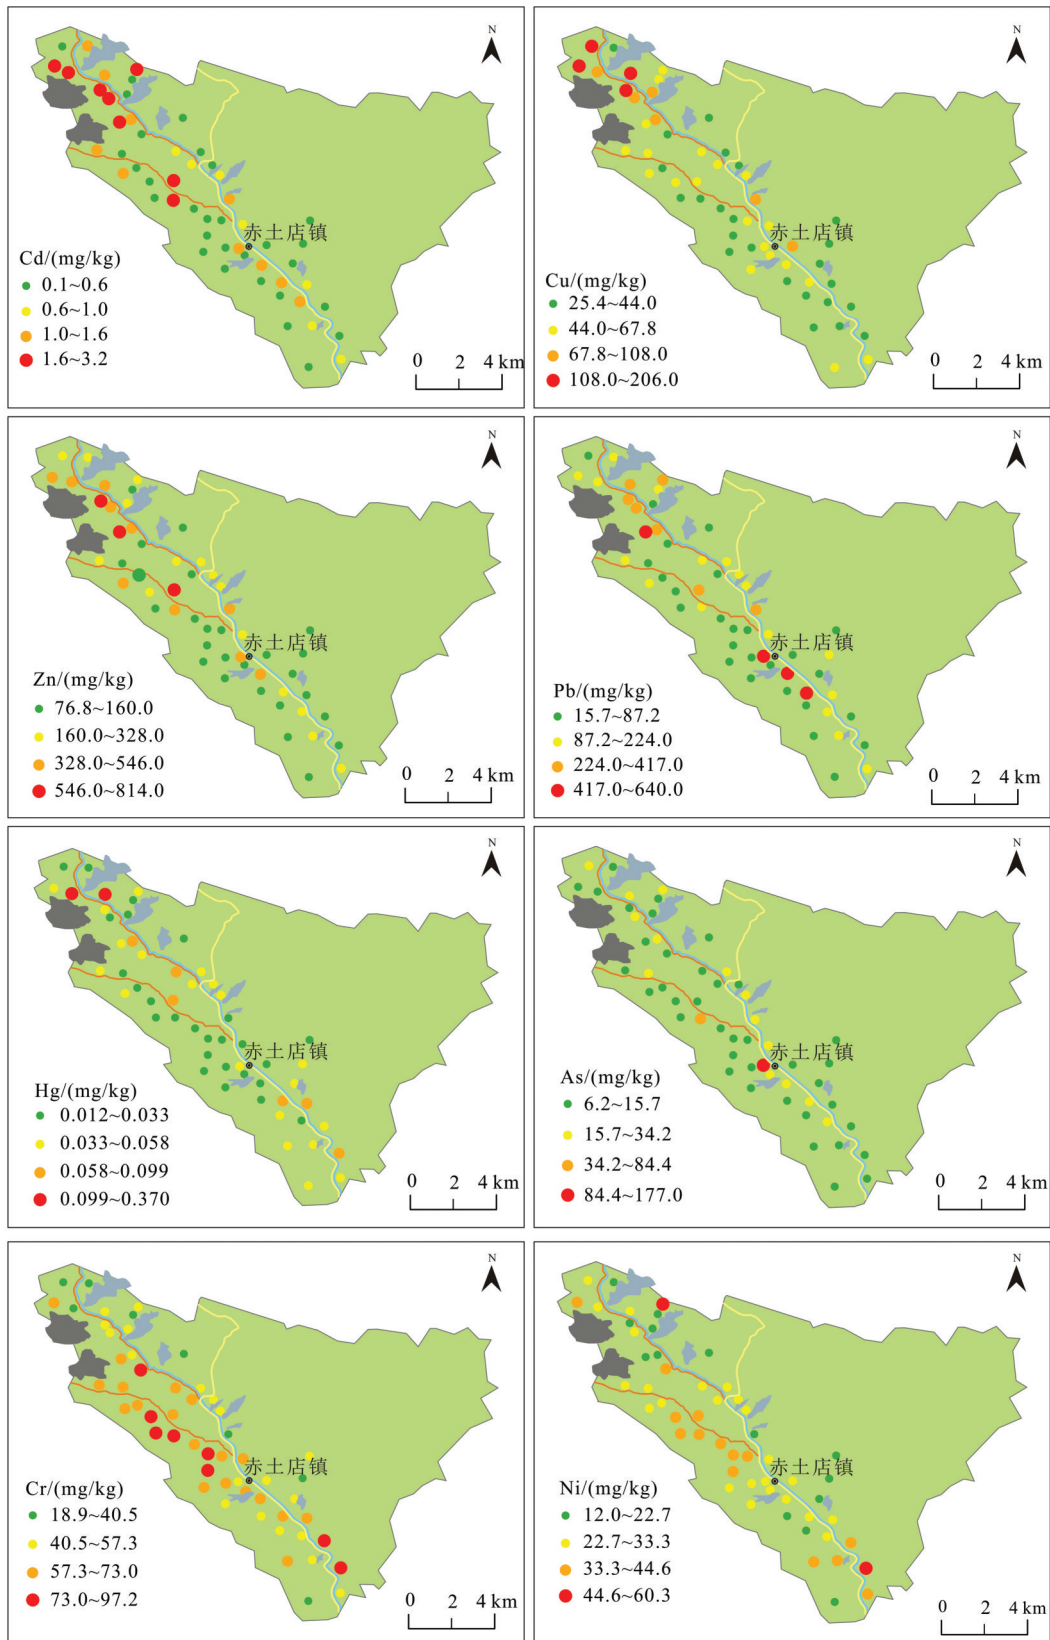 N
赤土店镇
Cd/(mg/kg)
0.1~0.6
0.6~1.0
1.0~1.6
1.6~3.2
0 2 4 km
N
赤土店镇
Cu/(mg/kg)
25.4~44.0
44.0~67.8
67.8~108.0
108.0~206.0
0 2 4 km
N
赤土店镇
Zn/(mg/kg)
76.8~160.0
160.0~328.0
328.0~546.0
546.0~814.0
0 2 4 km
N
赤土店镇
Pb/(mg/kg)
15.7~87.2
87.2~224.0
224.0~417.0
417.0~640.0
0 2 4 km
N
赤土店镇
Hg/(mg/kg)
0.012~0.033
0.033~0.058
0.058~0.099
0.099~0.370
0 2 4 km
N
赤土店镇
As/(mg/kg)
6.2~15.7
15.7~34.2
34.2~84.4
84.4~177.0
0 2 4 km
N
赤土店镇
Cr/(mg/kg)
18.9~40.5
40.5~57.3
57.3~73.0
73.0~97.2
0 2 4 km
N
赤土店镇
Ni/(mg/kg)
12.0~22.7
22.7~33.3
33.3~44.6
44.6~60.3
0 2 4 km